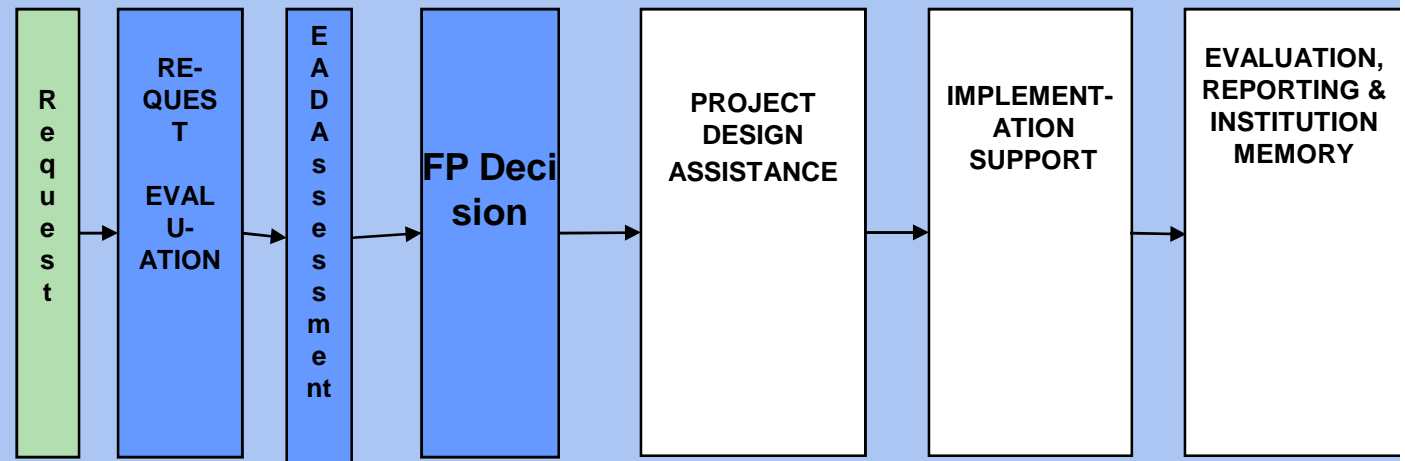 R
e
q
u
e
s
t
RE-
QUES
T
EVAL
U-
ATION
E
A
D
A
s
s
e
s
s
m
e
nt
FP Deci
sion
PROJECT
DESIGN
ASSISTANCE
IMPLEMENT-
ATION
SUPPORT
EVALUATION,
REPORTING &
INSTITUTION
MEMORY